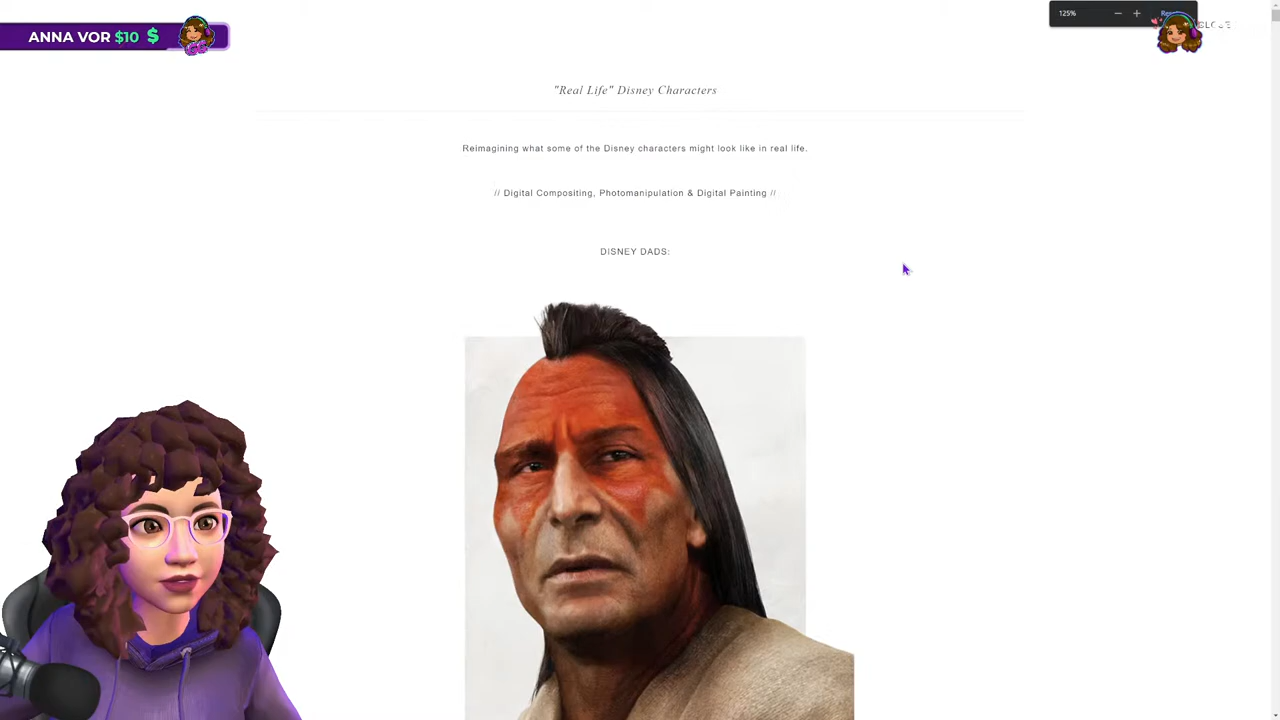 125%
ANNA VOR $10 $
"Real Life" Disney Characters
Reimagining what some of the Disney characters might look like in real life.
// Digital Compositing, Photomanipulation & Digital Painting //
DISNEY DADS: